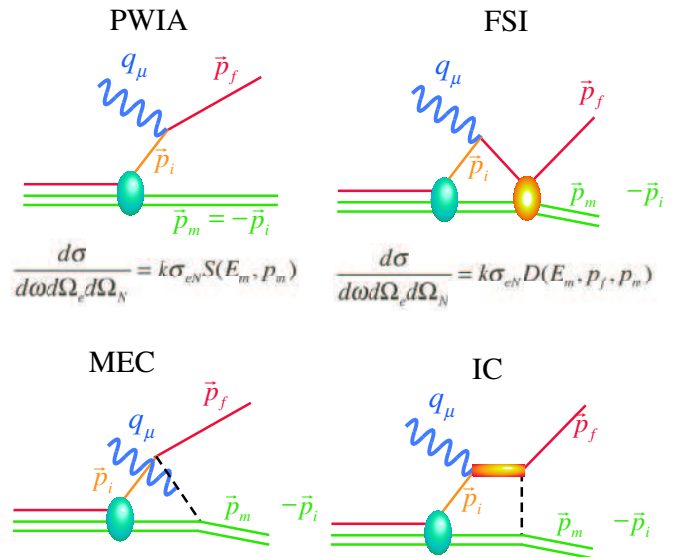 PWIA
q_μ
p⃗_f
p⃗_i
p⃗_m = −p⃗_i
dσ/dωdΩ_e dΩ_N = kσ_eN S(E_m, p_m)
FSI
q_μ
p⃗_f
p⃗_i
p⃗_m −p⃗_i
dσ/dωdΩ_e dΩ_N = kσ_eN D(E_m, p_f, p_m)
MEC
q_μ
p⃗_f
p⃗_i
p⃗_m −p⃗_i
IC
q_μ
p⃗_f
p⃗_i
p⃗_m −p⃗_i